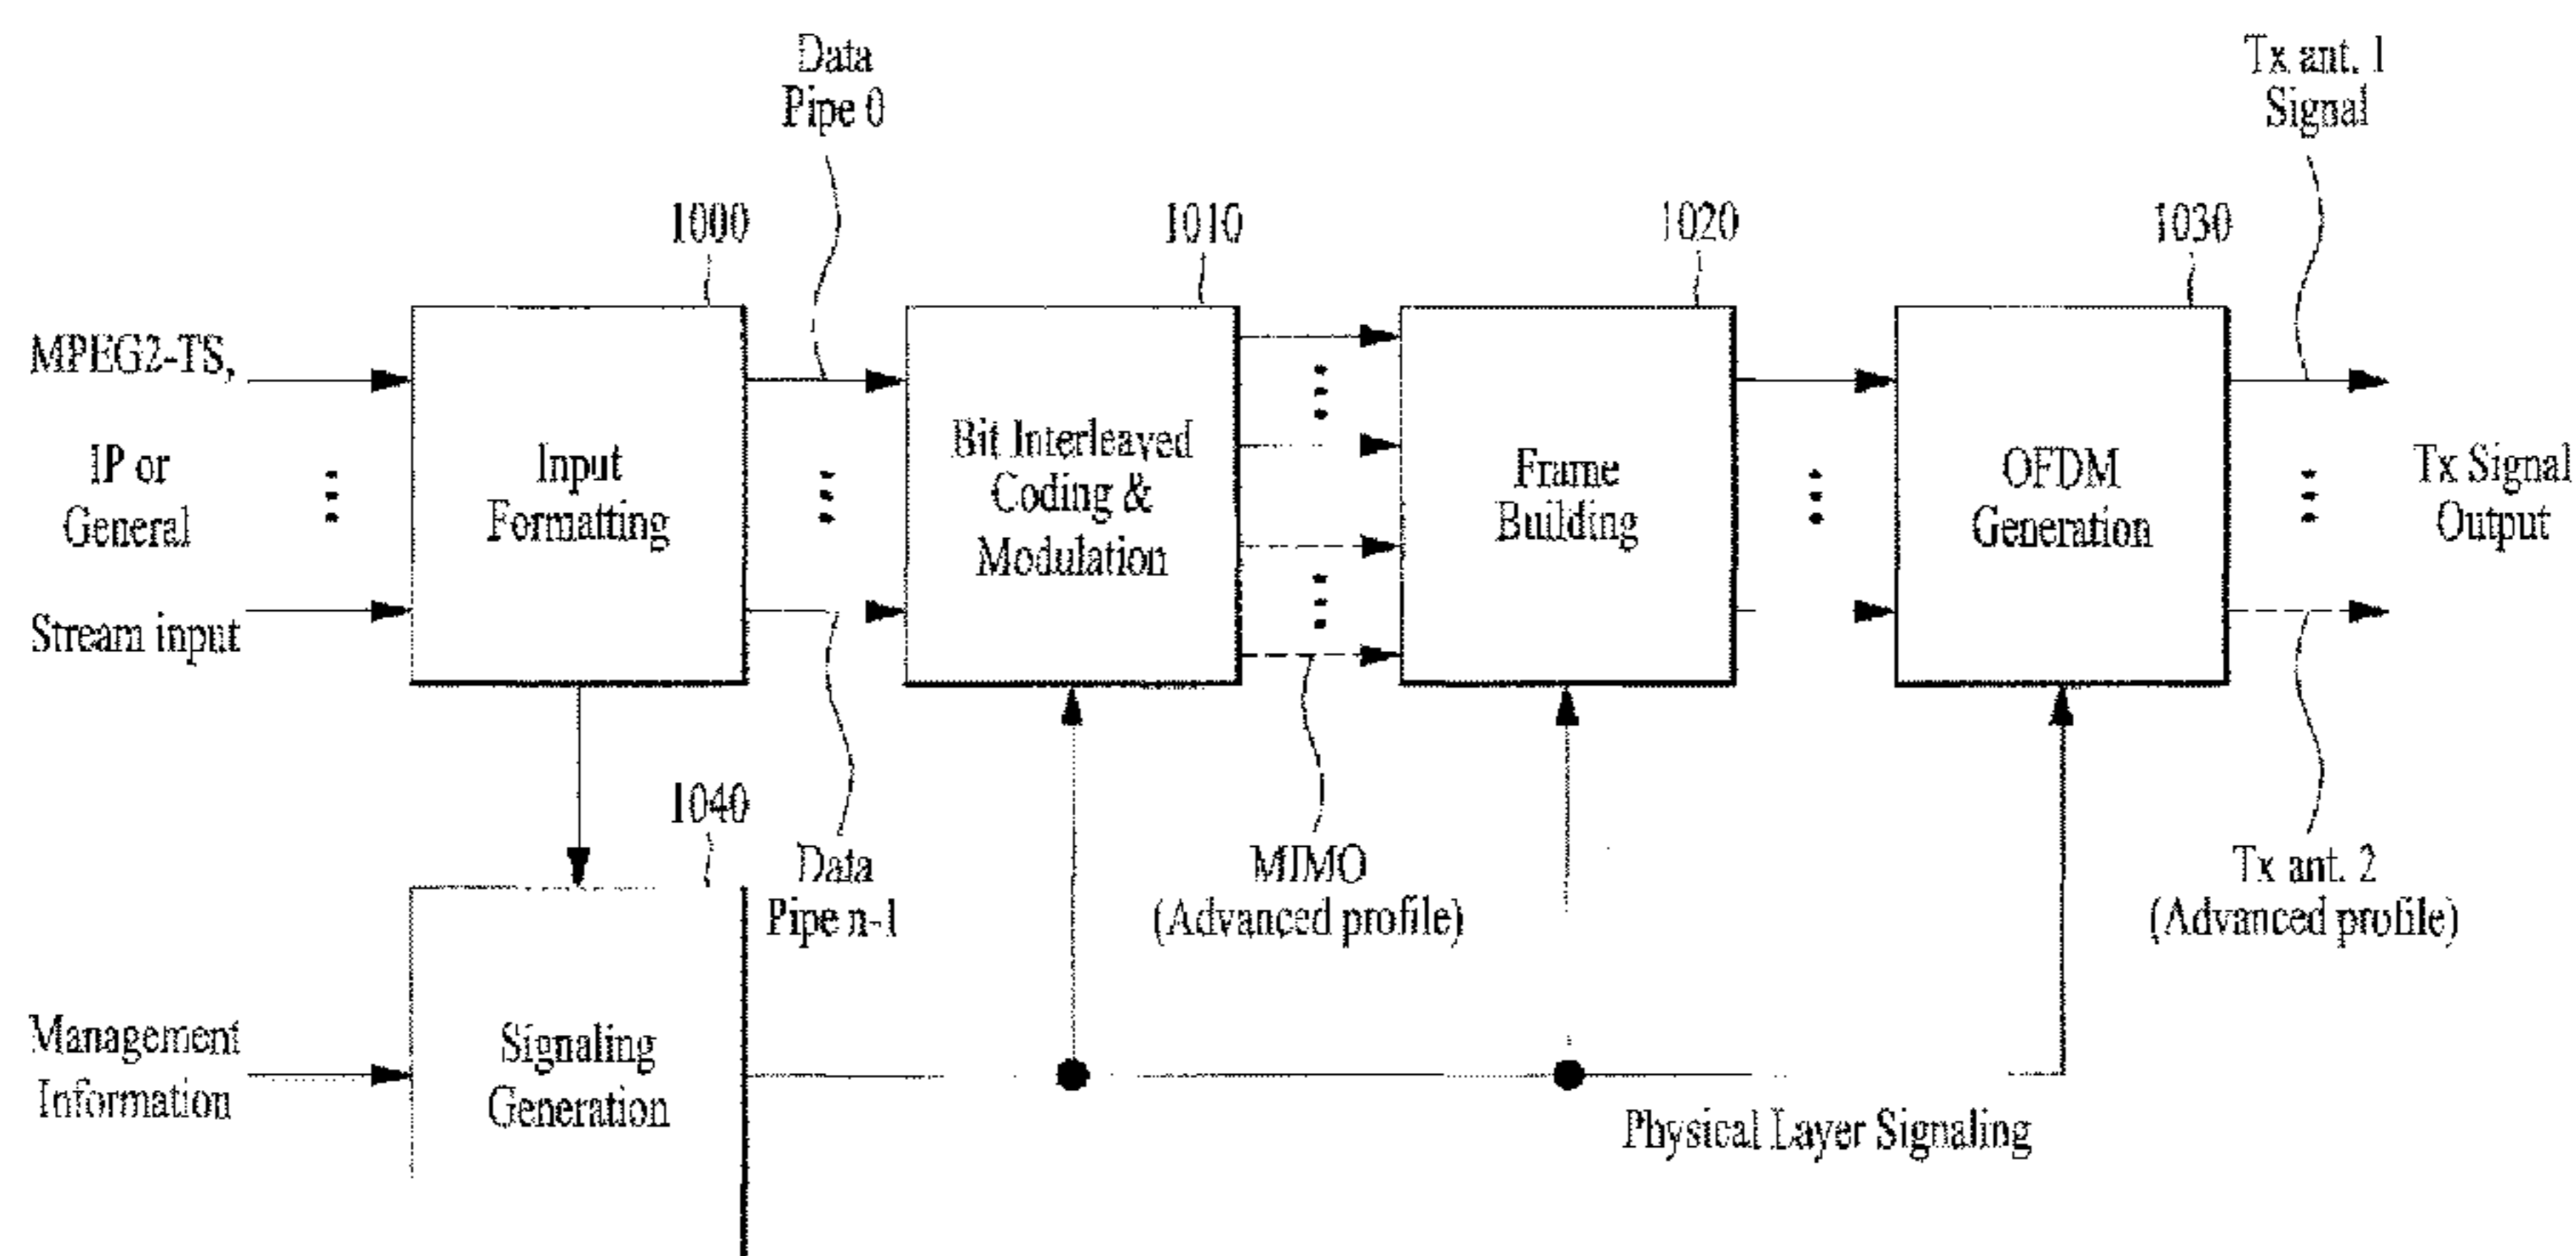 Data
Pipe 0
Tx ant. 1
Signal
1000
1010
1020
1030
MPEG2-TS,
IP or
General
Stream input
Input
Formatting
Bit Interleaved
Coding &
Modulation
Frame
Building
OFDM
Generation
Tx Signal
Output
1040
Data
Pipe n-1
MIMO
(Advanced profile)
Tx ant. 2
(Advanced profile)
Management
Information
Signaling
Generation
Physical Layer Signaling